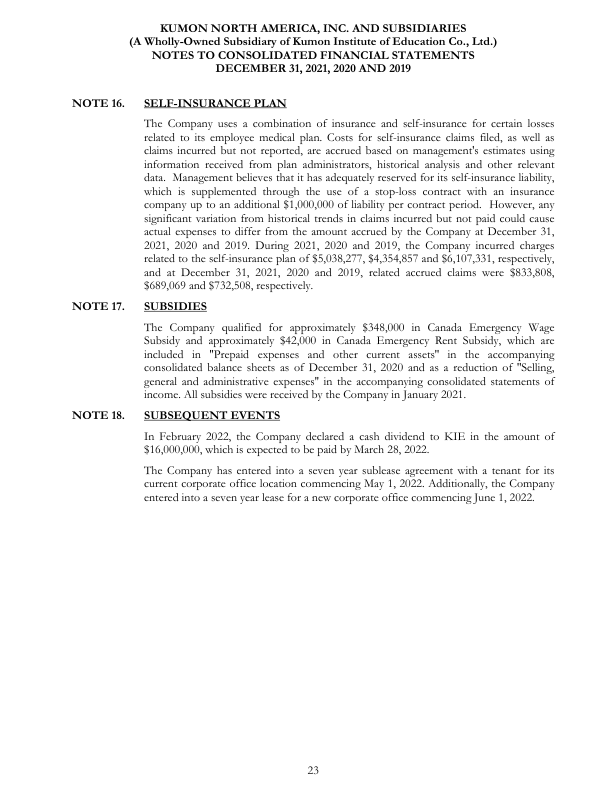 KUMON NORTH AMERICA, INC. AND SUBSIDIARIES
(A Wholly-Owned Subsidiary of Kumon Institute of Education Co., Ltd.)
NOTES TO CONSOLIDATED FINANCIAL STATEMENTS
DECEMBER 31, 2021, 2020 AND 2019
NOTE 16. SELF-INSURANCE PLAN
The Company uses a combination of insurance and self-insurance for certain losses
related to its employee medical plan. Costs for self-insurance claims filed, as well as
claims incurred but not reported, are accrued based on management's estimates using
information received from plan administrators, historical analysis and other relevant
data. Management believes that it has adequately reserved for its self-insurance liability,
which is supplemented through the use of a stop-loss contract with an insurance
company up to an additional $1,000,000 of liability per contract period. However, any
significant variation from historical trends in claims incurred but not paid could cause
actual expenses to differ from the amount accrued by the Company at December 31,
2021, 2020 and 2019. During 2021, 2020 and 2019, the Company incurred charges
related to the self-insurance plan of $5,038,277, $4,354,857 and $6,107,331, respectively,
and at December 31, 2021, 2020 and 2019, related accrued claims were $833,808,
$689,069 and $732,508, respectively.
NOTE 17. SUBSIDIES
The Company qualified for approximately $348,000 in Canada Emergency Wage
Subsidy and approximately $42,000 in Canada Emergency Rent Subsidy, which are
included in "Prepaid expenses and other current assets" in the accompanying
consolidated balance sheets as of December 31, 2020 and as a reduction of "Selling,
general and administrative expenses" in the accompanying consolidated statements of
income. All subsidies were received by the Company in January 2021.
NOTE 18. SUBSEQUENT EVENTS
In February 2022, the Company declared a cash dividend to KIE in the amount of
$16,000,000, which is expected to be paid by March 28, 2022.
The Company has entered into a seven year sublease agreement with a tenant for its
current corporate office location commencing May 1, 2022. Additionally, the Company
entered into a seven year lease for a new corporate office commencing June 1, 2022.
23